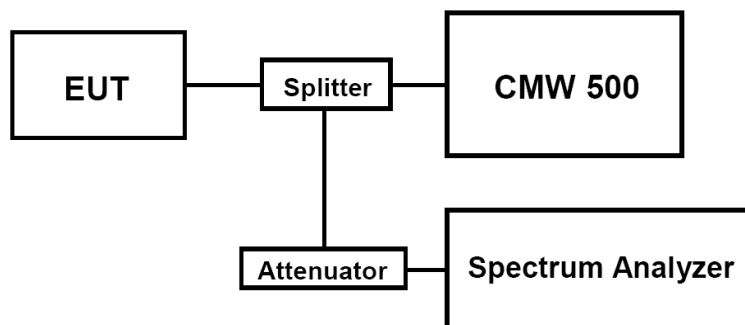 EUT
Splitter
CMW 500
Attenuator
Spectrum Analyzer